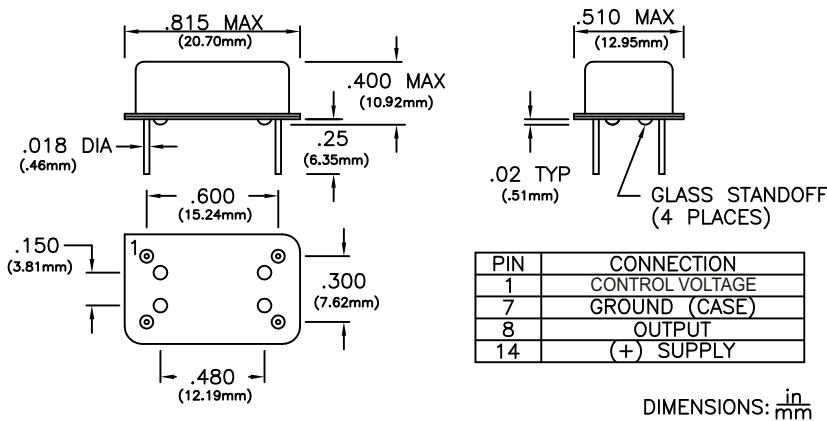 .815 MAX
(20.70mm)
.400 MAX
(10.92mm)
.018 DIA
(.46mm)
.25
(6.35mm)
.600
(15.24mm)
.510 MAX
(12.95mm)
.02 TYP
(.51mm)
GLASS STANDOFF
(4 PLACES)
1
.150
(3.81mm)
.300
(7.62mm)
.480
(12.19mm)
PIN CONNECTION
1 CONTROL VOLTAGE
7 GROUND (CASE)
8 OUTPUT
14 (+) SUPPLY
DIMENSIONS: in
mm